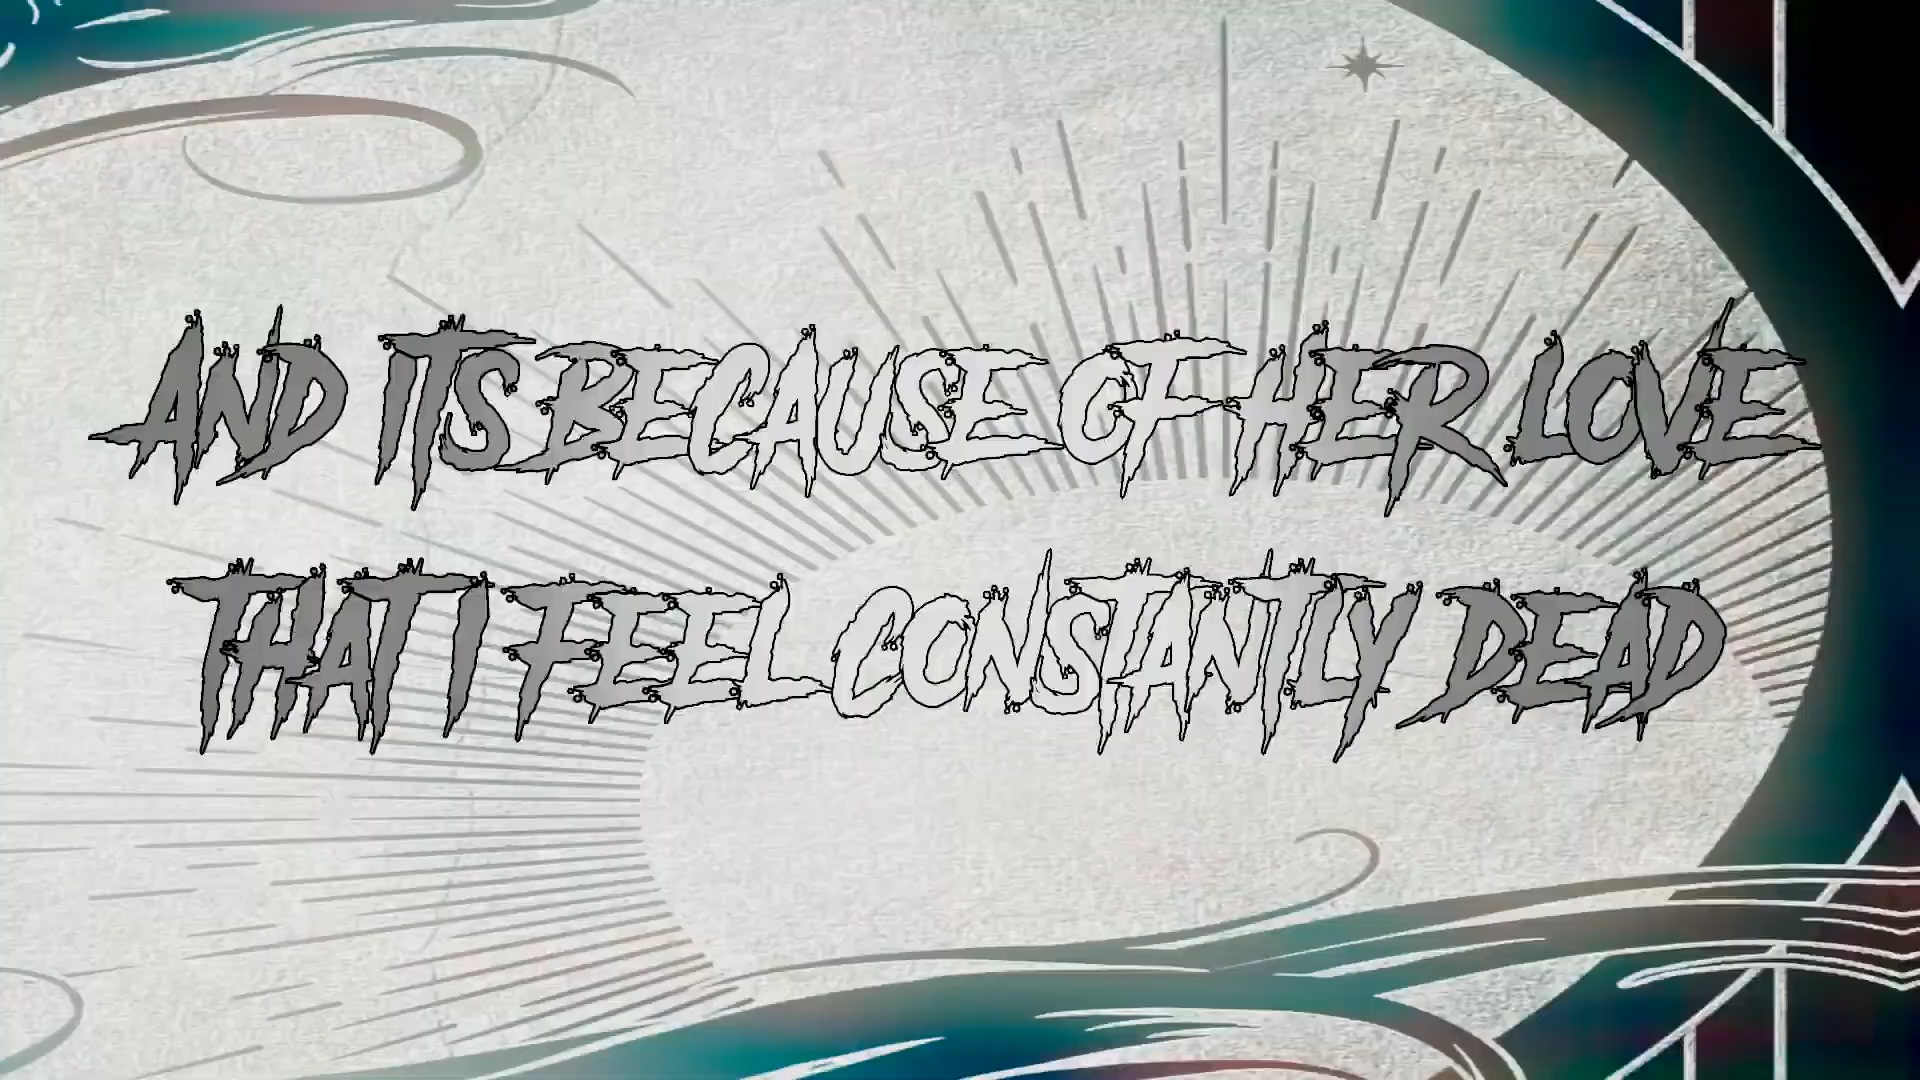 AND ITS BECAUSE OF HER LOVE
THAT I FEEL CONSTANTLY DEAD